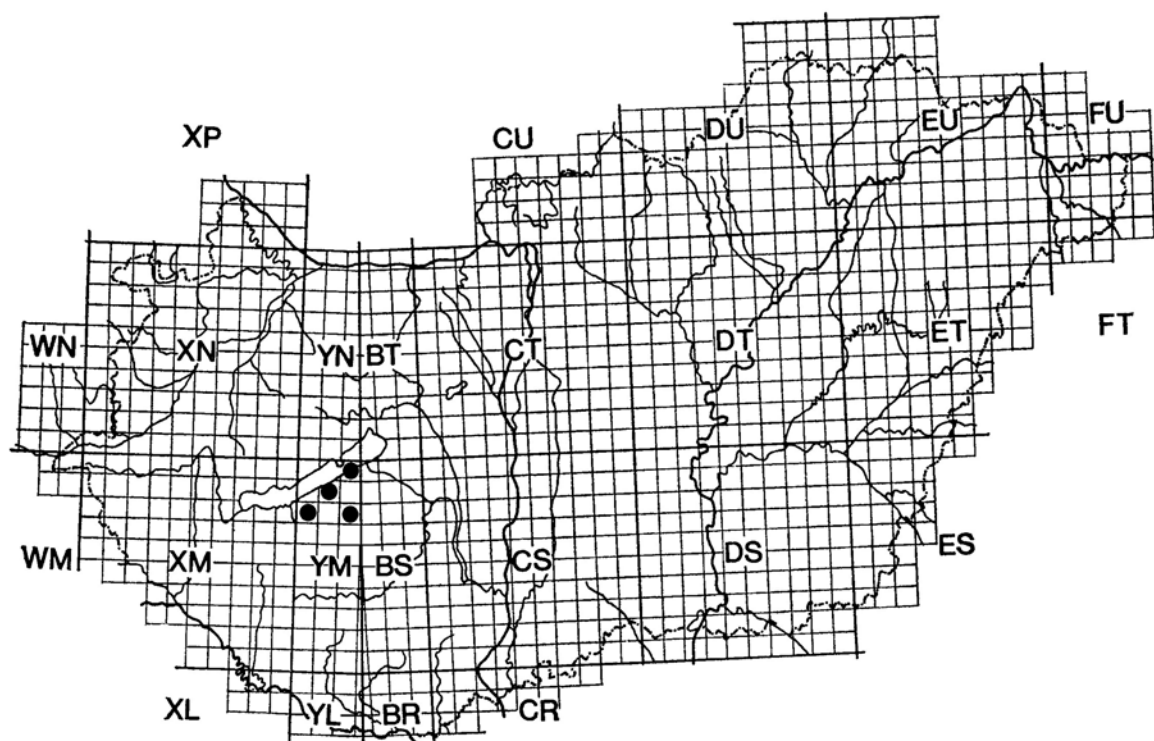 XP CU DU EU FU
WN XN YN BT CT DT ET FT
WM XM YM BS CS DS ES
XL YL BR CR